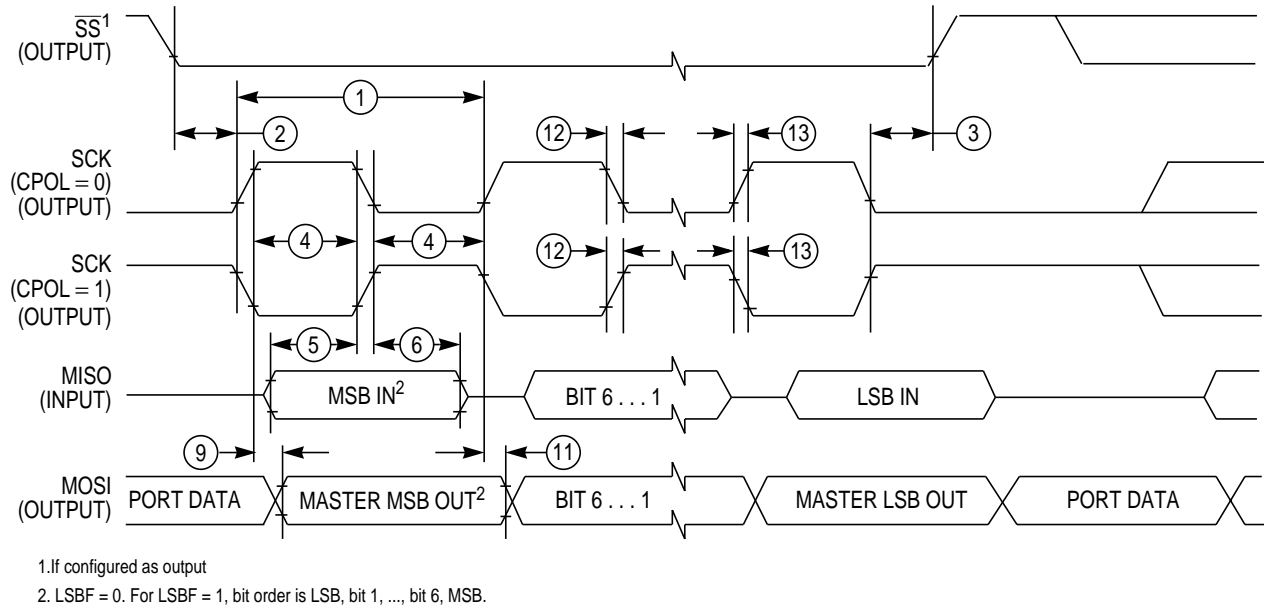 SS1
(OUTPUT)
1
2
12
13
3
SCK
(CPOL = 0)
(OUTPUT)
4
4
12
13
SCK
(CPOL = 1)
(OUTPUT)
5
6
MISO
(INPUT)
MSB IN2
BIT 6 . . . 1
LSB IN
9
11
MOSI
(OUTPUT)
PORT DATA
MASTER MSB OUT2
BIT 6 . . . 1
MASTER LSB OUT
PORT DATA
1.If configured as output
2. LSBF = 0. For LSBF = 1, bit order is LSB, bit 1, ..., bit 6, MSB.